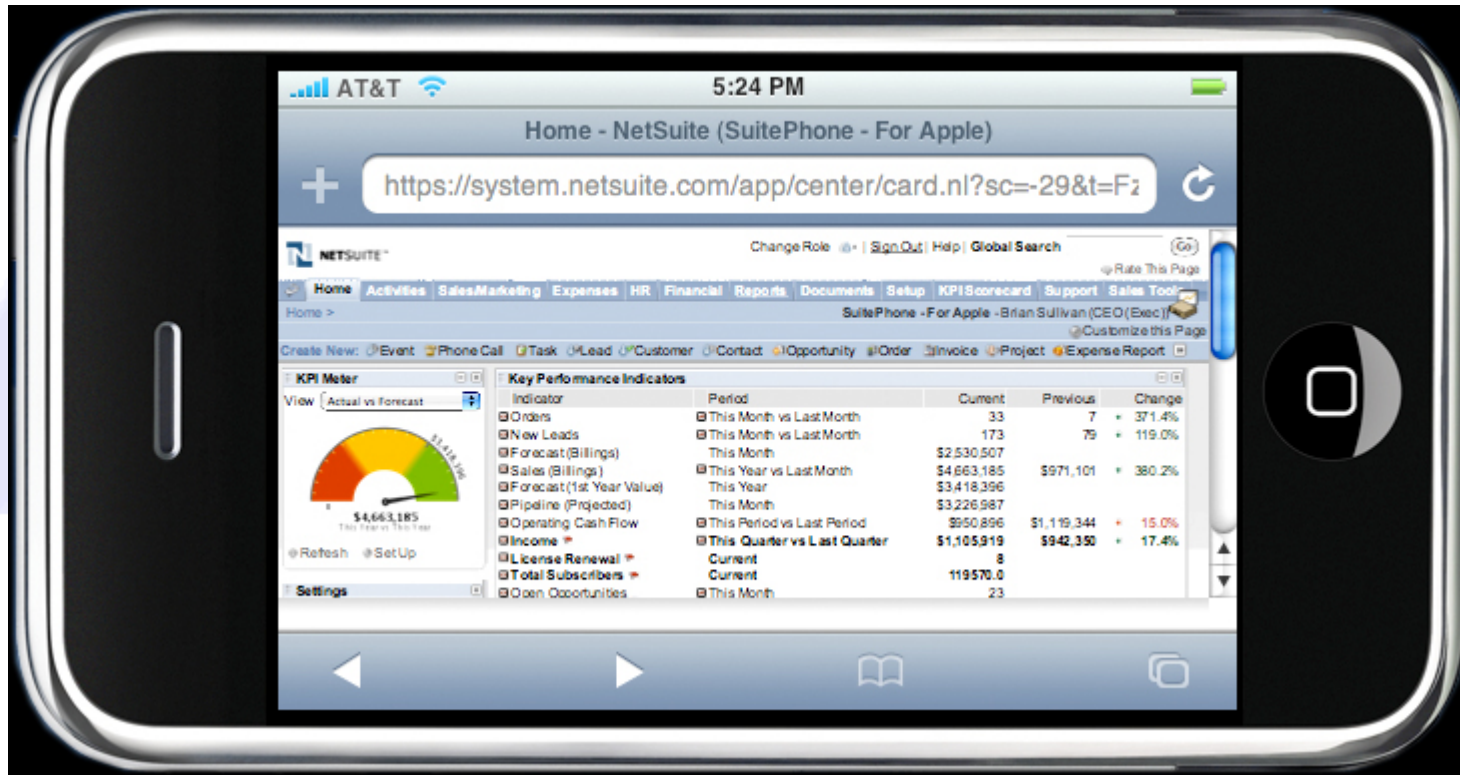 AT&T 5:24 PM
Home - NetSuite (SuitePhone - For Apple)
https://system.netsuite.com/app/center/card.nl?sc=-29&t=Fz
NETSUITE™ Change Role | Sign Out | Help | Global Search Go
Rate This Page
Home Activities Sales/Marketing Expenses HR Financial Reports Documents Setup KPI Scorecard Support Sales Tools
Home > SuitePhone - For Apple - Brian Sullivan (CEO (Exec))
Customize this Page
Create New: Event Phone Call Task Lead Customer Contact Opportunity Order Invoice Project Expense Report
KPI Meter
View Actual vs Forecast
$3,418,396
0
$4,663,185
This Year vs This Year
Refresh Set Up
Settings
Key Performance Indicators
Indicator Period Current Previous Change
Orders This Month vs Last Month 33 7 371.4%
New Leads This Month vs Last Month 173 79 119.0%
Forecast (Billings) This Month $2,530,507
Sales (Billings) This Year vs Last Month $4,663,185 $971,101 380.2%
Forecast (1st Year Value) This Year $3,418,396
Pipeline (Projected) This Month $3,226,987
Operating Cash Flow This Period vs Last Period $950,896 $1,119,344 15.0%
Income This Quarter vs Last Quarter $1,105,919 $942,350 17.4%
License Renewal Current 8
Total Subscribers Current 119570.0
Open Opportunities This Month 23